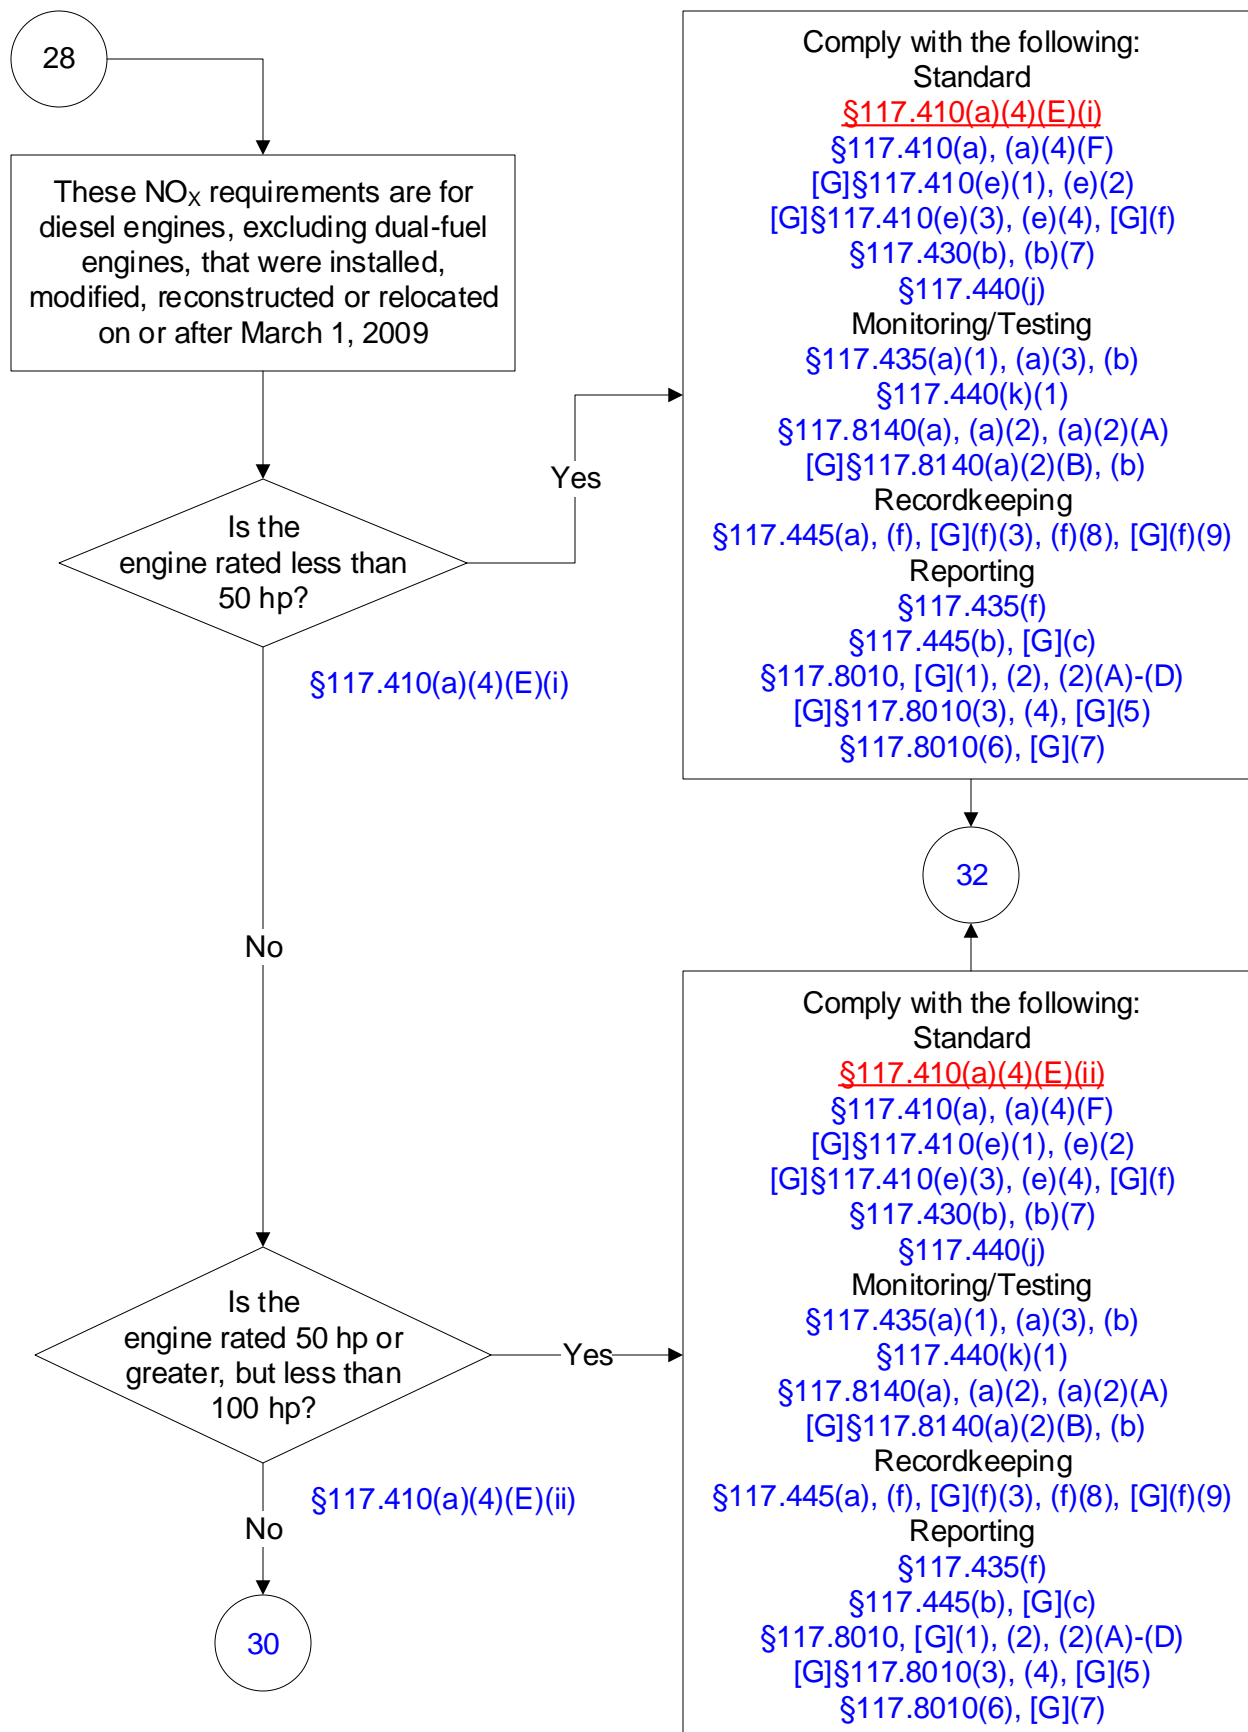 28
These NOX requirements are for
diesel engines, excluding dual-fuel
engines, that were installed,
modified, reconstructed or relocated
on or after March 1, 2009
Is the
engine rated less than
50 hp?
§117.410(a)(4)(E)(i)
Yes
Comply with the following:
Standard
§117.410(a)(4)(E)(i)
§117.410(a), (a)(4)(F)
[G]§117.410(e)(1), (e)(2)
[G]§117.410(e)(3), (e)(4), [G](f)
§117.430(b), (b)(7)
§117.440(j)
Monitoring/Testing
§117.435(a)(1), (a)(3), (b)
§117.440(k)(1)
§117.8140(a), (a)(2), (a)(2)(A)
[G]§117.8140(a)(2)(B), (b)
Recordkeeping
§117.445(a), (f), [G](f)(3), (f)(8), [G](f)(9)
Reporting
§117.435(f)
§117.445(b), [G](c)
§117.8010, [G](1), (2), (2)(A)-(D)
[G]§117.8010(3), (4), [G](5)
§117.8010(6), [G](7)
32
No
Is the
engine rated 50 hp or
greater, but less than
100 hp?
§117.410(a)(4)(E)(ii)
Yes
Comply with the following:
Standard
§117.410(a)(4)(E)(ii)
§117.410(a), (a)(4)(F)
[G]§117.410(e)(1), (e)(2)
[G]§117.410(e)(3), (e)(4), [G](f)
§117.430(b), (b)(7)
§117.440(j)
Monitoring/Testing
§117.435(a)(1), (a)(3), (b)
§117.440(k)(1)
§117.8140(a), (a)(2), (a)(2)(A)
[G]§117.8140(a)(2)(B), (b)
Recordkeeping
§117.445(a), (f), [G](f)(3), (f)(8), [G](f)(9)
Reporting
§117.435(f)
§117.445(b), [G](c)
§117.8010, [G](1), (2), (2)(A)-(D)
[G]§117.8010(3), (4), [G](5)
§117.8010(6), [G](7)
No
30